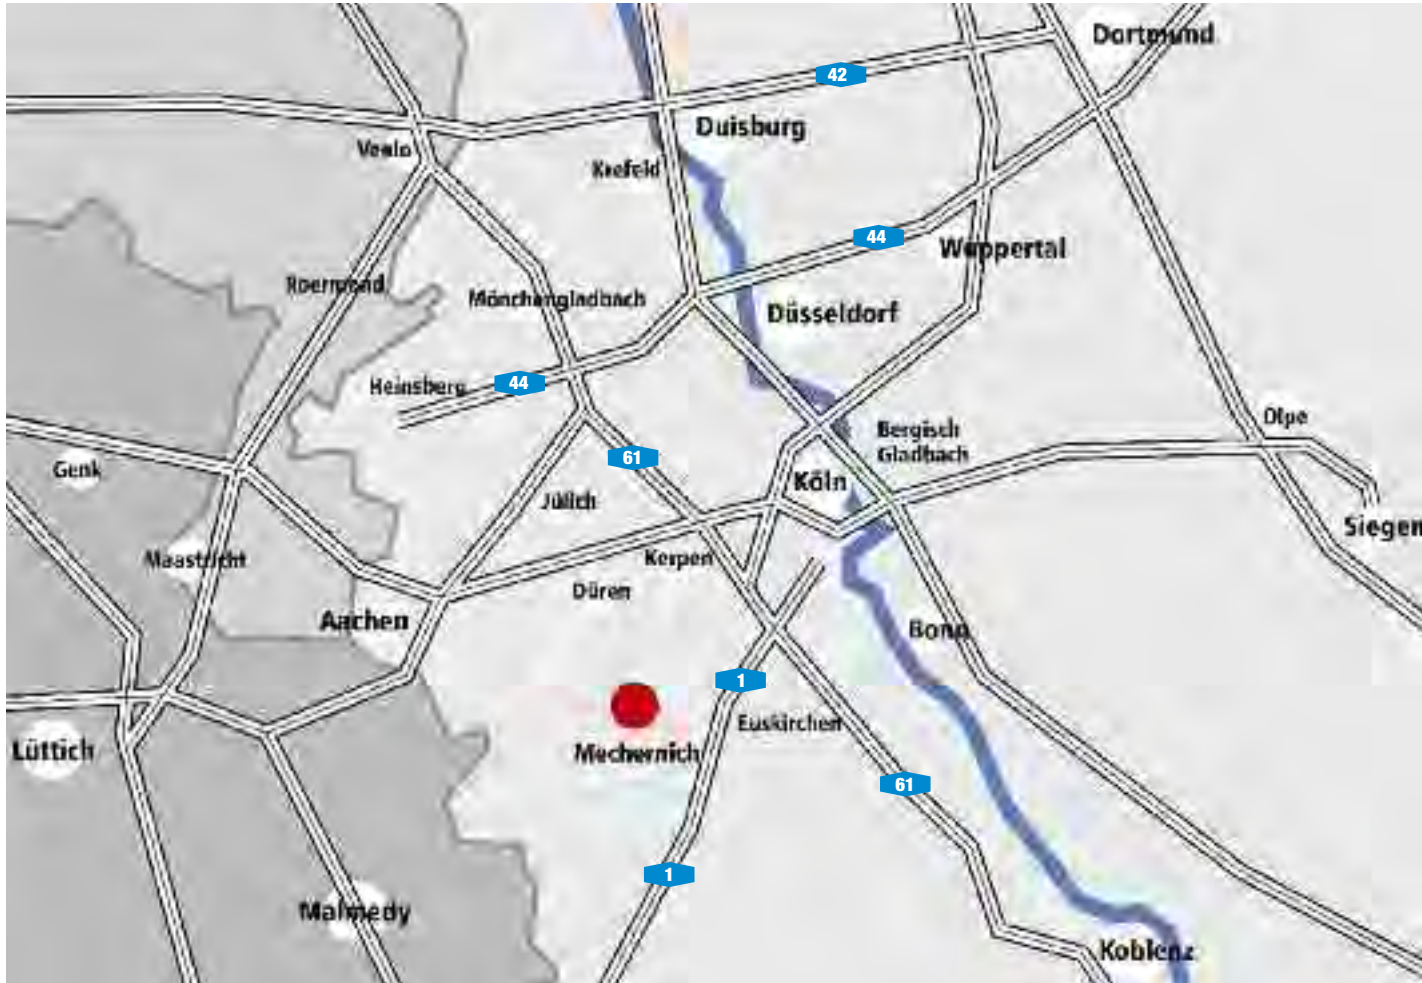 Dortmund
42
Duisburg
Venlo
Krefeld
44
Wuppertal
Roermond
Mönchengladbach
Düsseldorf
Heinsberg
44
Olpe
Bergisch
Gladbach
61
Genk
Köln
Jülich
Siegen
Maastricht
Kerpen
Düren
Aachen
Bonn
1
Euskirchen
Lüttich
Mechernich
61
1
Malmedy
Koblenz